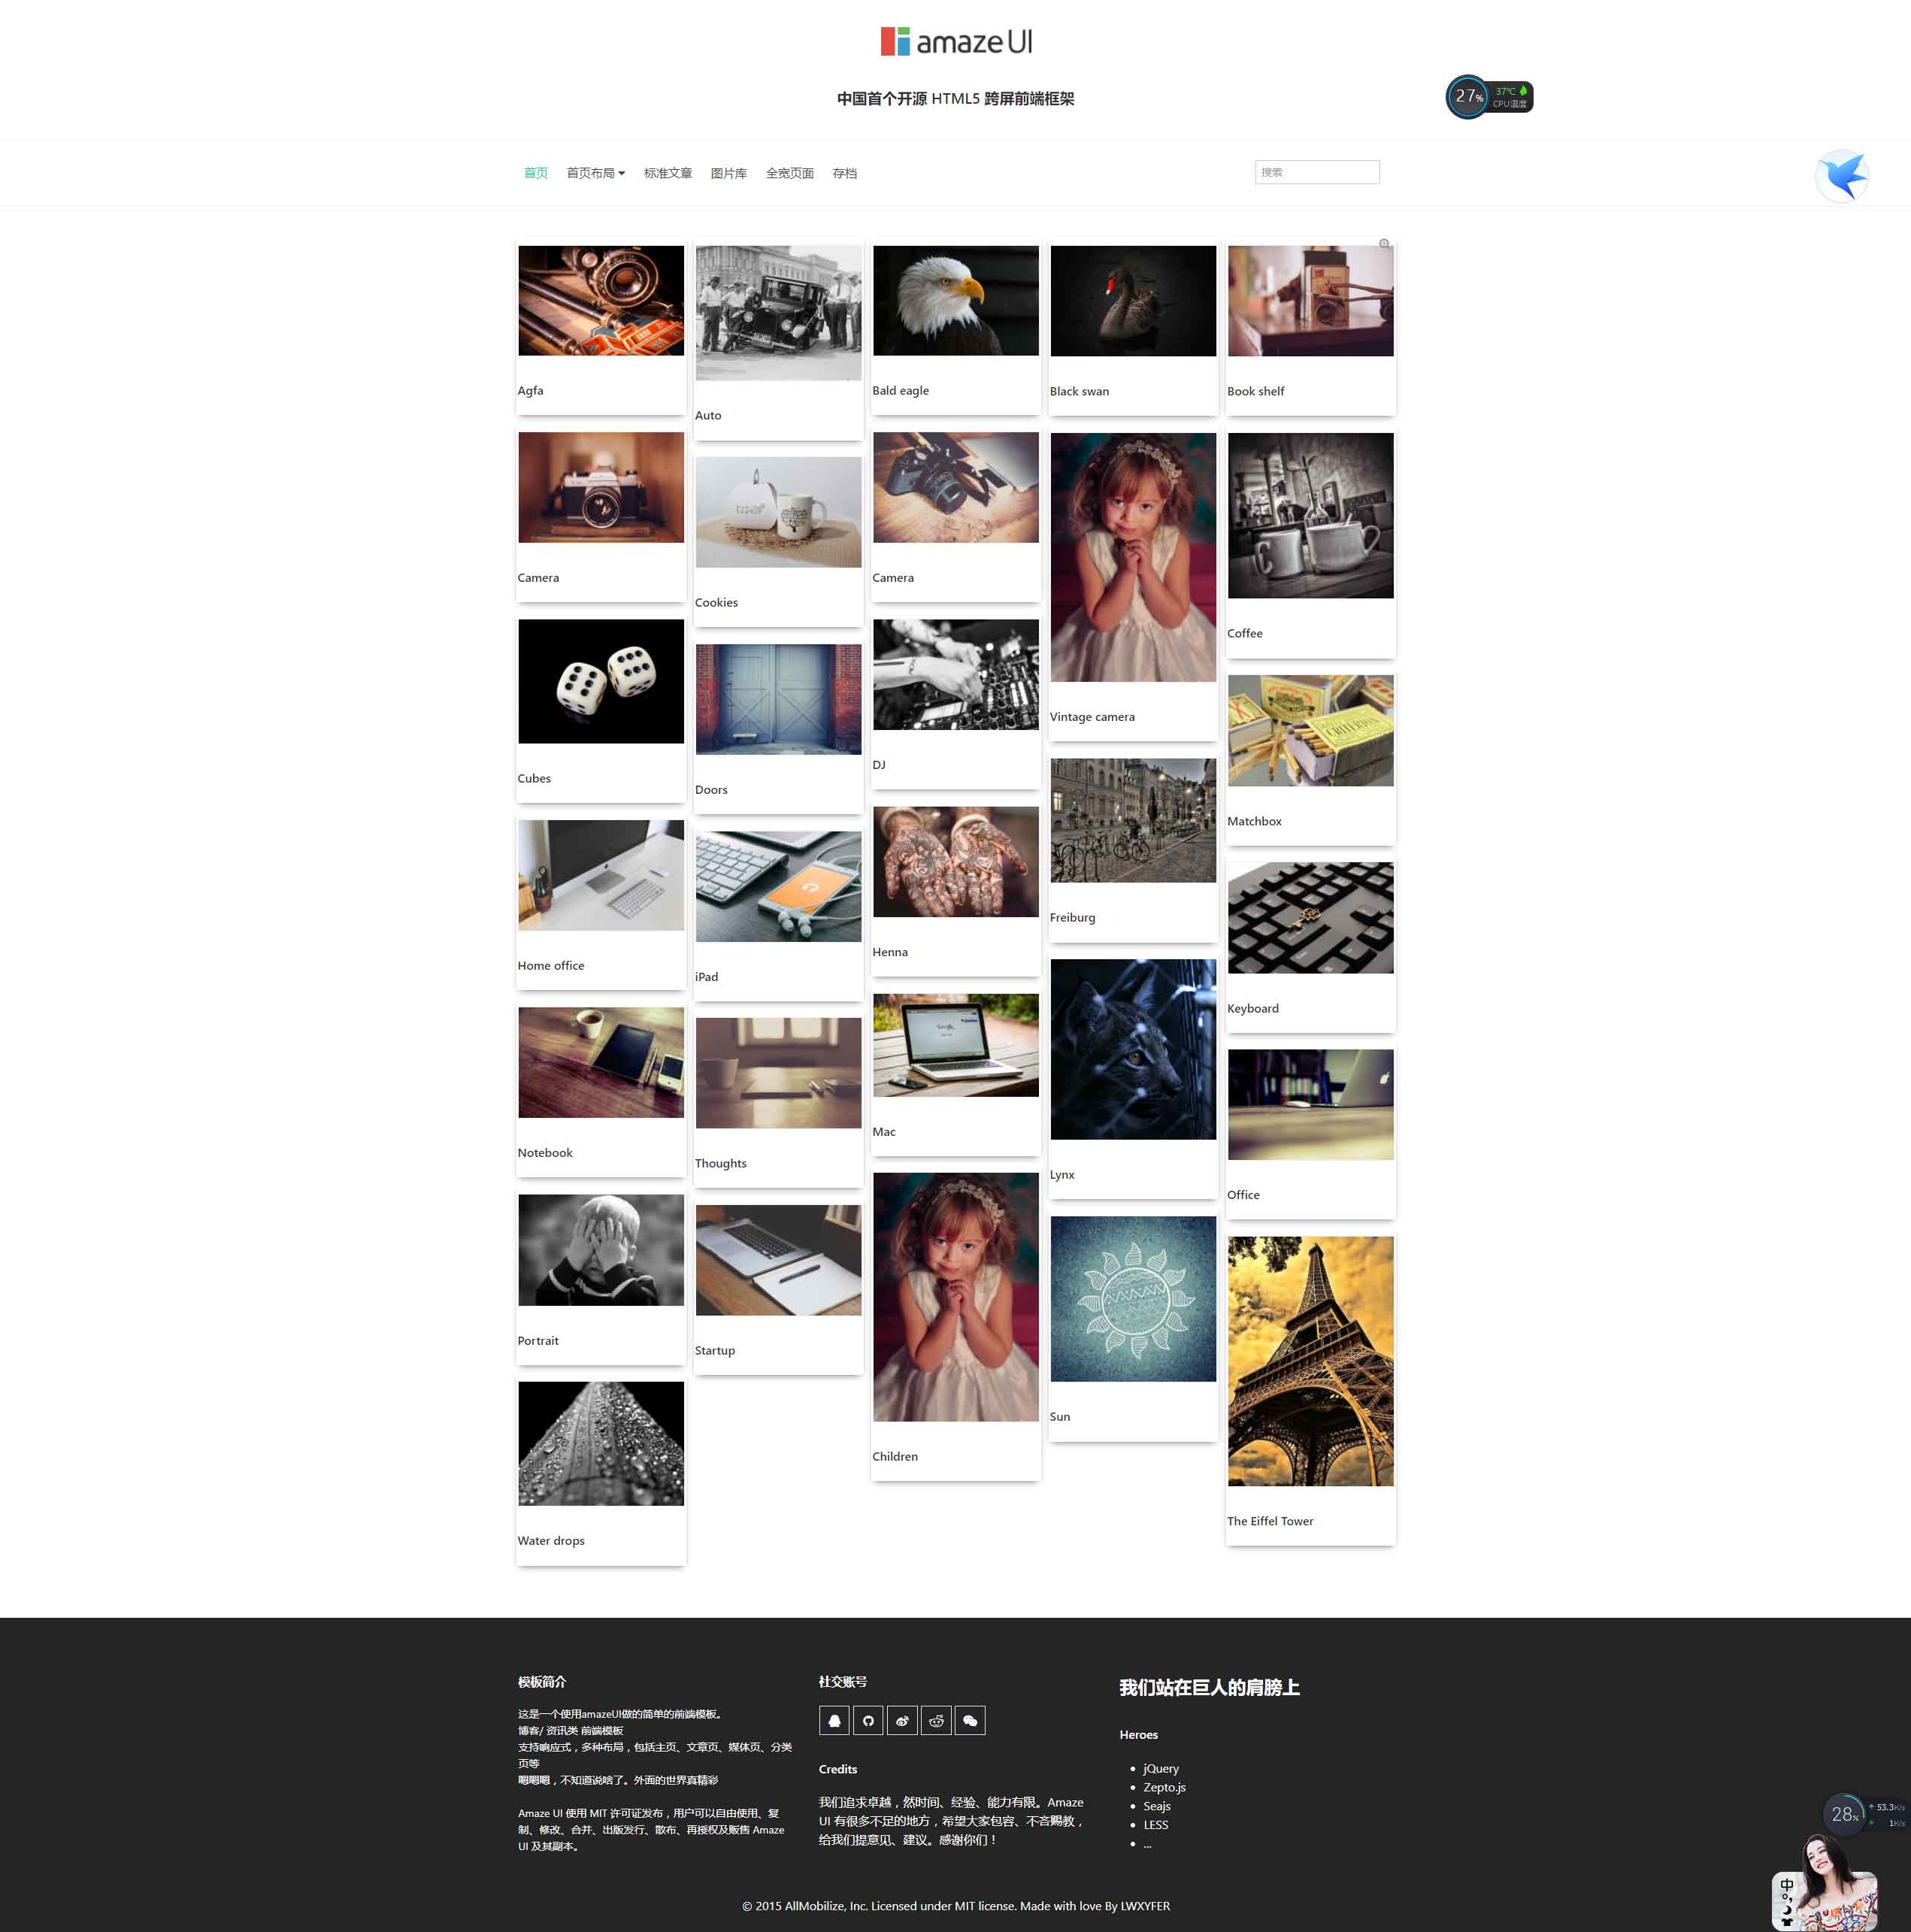 amaze UI
中国首个开源 HTML5 跨屏前端框架
27%
37℃
CPU温度
首页 首页布局 标准文章 图片库 全宽页面 存档
搜索
Agfa
Auto
Bald eagle
Black swan
Book shelf
Camera
Cookies
Camera
Vintage camera
Coffee
Cubes
Doors
DJ
Freiburg
Matchbox
Home office
iPad
Henna
Lynx
Keyboard
Notebook
Thoughts
Mac
Sun
Office
Portrait
Startup
Children
The Eiffel Tower
Water drops
模板简介
这是一个使用amazeUI做的简单的前端模板。
博客/ 资讯类 前端模板
支持响应式，多种布局，包括主页、文章页、媒体页、分类
页等
嗯嗯嗯，不知道说啥了。外面的世界真精彩
Amaze UI 使用 MIT 许可证发布，用户可以自由使用、复
制、修改、合并、出版发行、散布、再授权及贩售 Amaze
UI 及其副本。
社交账号
Credits
我们追求卓越，然时间、经验、能力有限。Amaze
UI 有很多不足的地方，希望大家包容、不吝赐教，
给我们提意见、建议。感谢你们！
我们站在巨人的肩膀上
Heroes
jQuery
Zepto.js
Seajs
LESS
...
28%
53.3K/s
1K/s
中
© 2015 AllMobilize, Inc. Licensed under MIT license. Made with love By LWXYFER